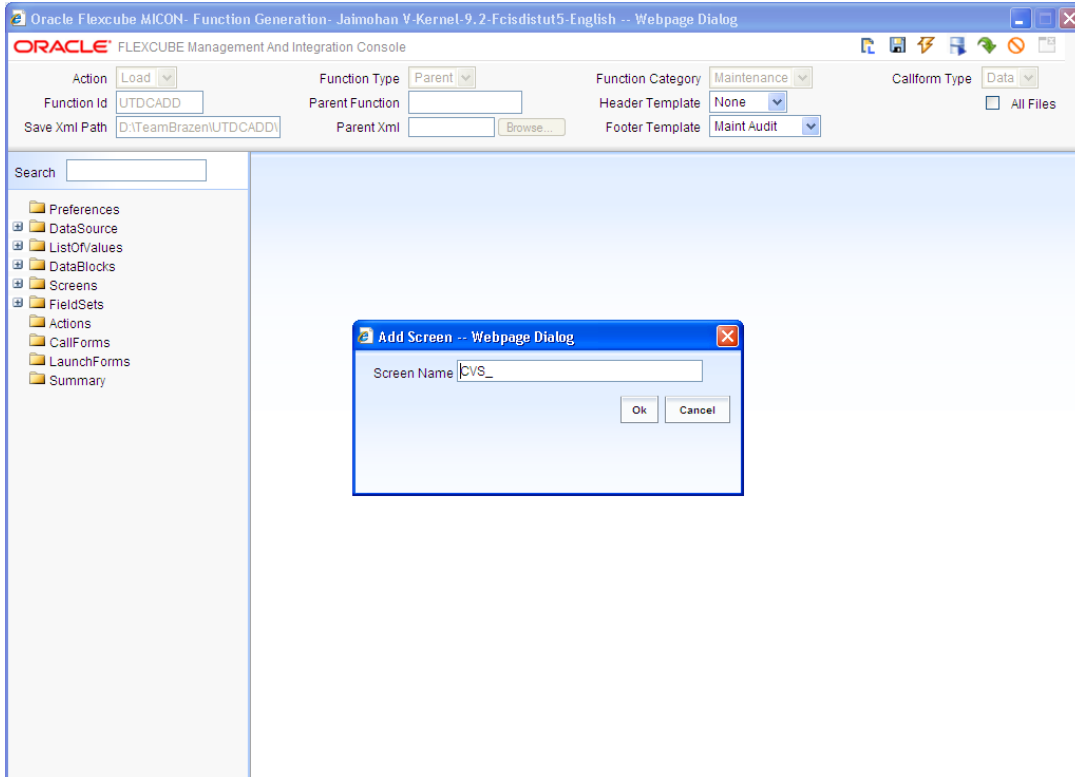 Oracle Flexcube MICON- Function Generation- Jaimohan V-Kernel-9.2-Fcisdistut5-English -- Webpage Dialog
ORACLE FLEXCUBE Management And Integration Console
Action Load Function Type Parent Function Category Maintenance Callform Type Data
Function Id UTDCADD Parent Function Header Template None All Files
Save Xml Path D:\TeamBrazen\UTDCADD\ Parent Xml Browse... Footer Template Maint Audit
Search
Preferences
DataSource
ListOfValues
DataBlocks
Screens
FieldSets
Actions
CallForms
LaunchForms
Summary
Add Screen -- Webpage Dialog
Screen Name CVS_
Ok Cancel